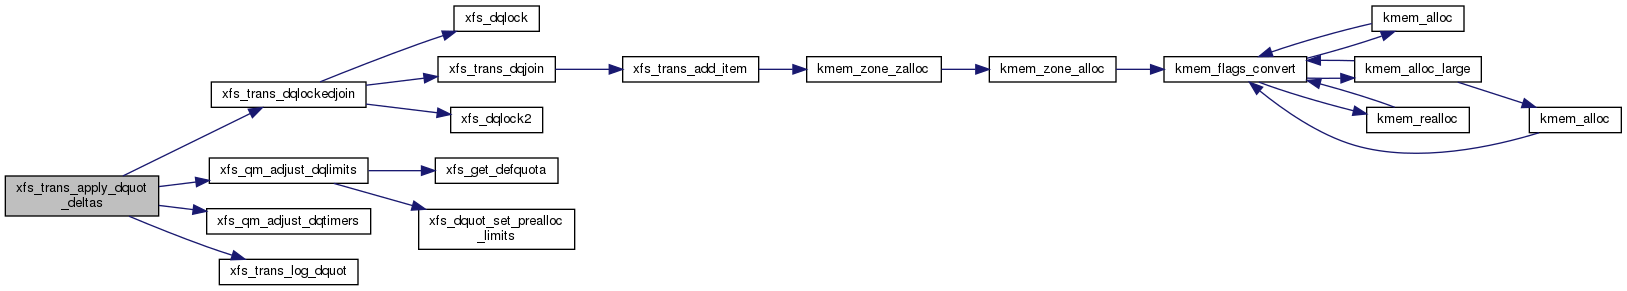 xfs_dqlock
kmem_alloc
xfs_trans_dqjoin
xfs_trans_add_item
kmem_zone_zalloc
kmem_zone_alloc
kmem_flags_convert
kmem_alloc_large
xfs_trans_dqlockedjoin
xfs_dqlock2
kmem_realloc
kmem_alloc
xfs_qm_adjust_dqlimits
xfs_get_defquota
xfs_trans_apply_dquot
_deltas
xfs_qm_adjust_dqtimers
xfs_dquot_set_prealloc
_limits
xfs_trans_log_dquot